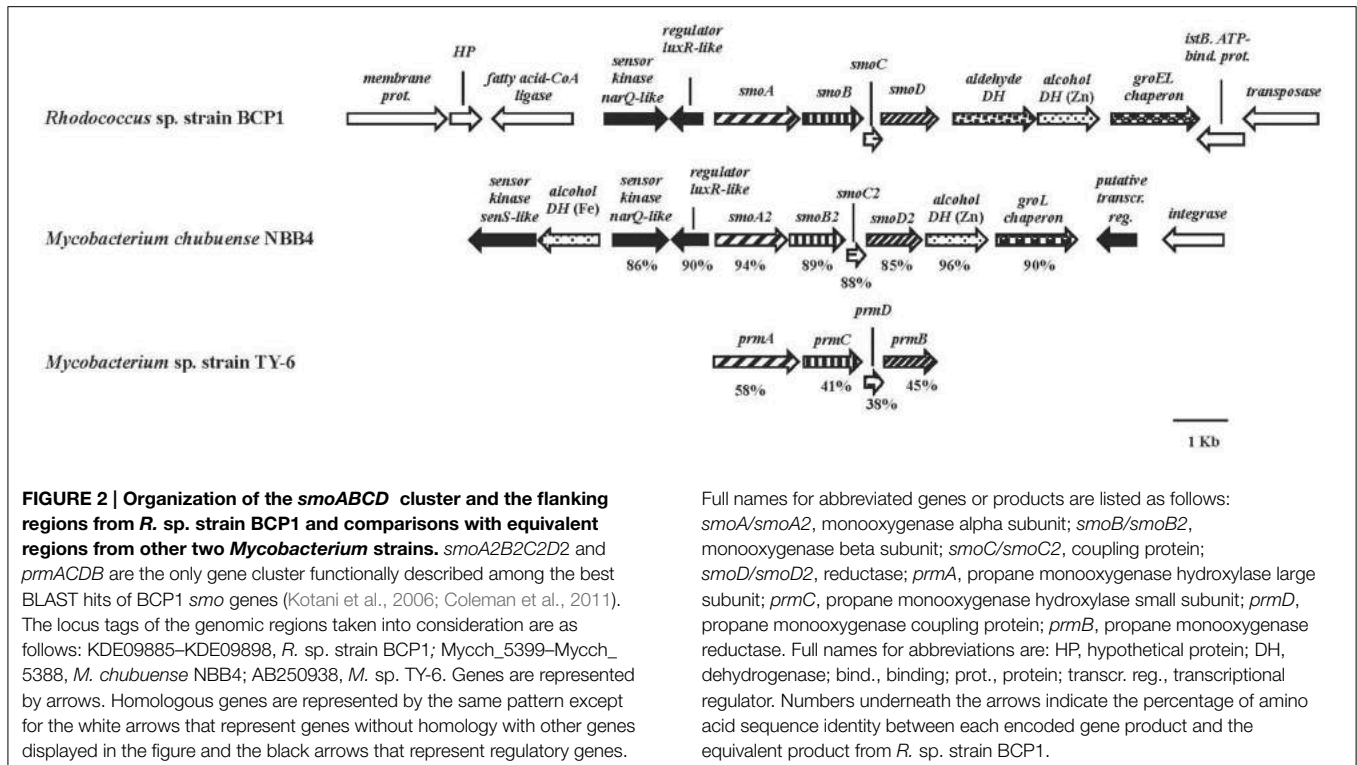 regulator
luxR-like
HP
sensor
kinase
narQ-like
smoC
istB. ATP-
bind. prot.
membrane
prot.
fatty acid-CoA
ligase
smoA
smoB
smoD
aldehyde
DH
alcohol
DH (Zn)
groEL
chaperon
transposase
Rhodococcus sp. strain BCP1
sensor
kinase
senS-like
alcohol
DH (Fe)
sensor
kinase
narQ-like
regulator
luxR-like
smoA2
smoB2
smoC2
smoD2
alcohol
DH (Zn)
groL
chaperon
putative
transcr.
reg.
integrase
Mycobacterium chubuense NBB4
86%
90%
94%
89%
88%
85%
96%
90%
prmD
prmA
prmC
prmB
Mycobacterium sp. strain TY-6
58%
41%
38%
45%
1 Kb
FIGURE 2 | Organization of the smoABCD cluster and the flanking
regions from R. sp. strain BCP1 and comparisons with equivalent
regions from other two Mycobacterium strains. smoA2B2C2D2 and
prmACDB are the only gene cluster functionally described among the best
BLAST hits of BCP1 smo genes (Kotani et al., 2006; Coleman et al., 2011).
The locus tags of the genomic regions taken into consideration are as
follows: KDE09885–KDE09898, R. sp. strain BCP1; Mycch_5399–Mycch_
5388, M. chubuense NBB4; AB250938, M. sp. TY-6. Genes are represented
by arrows. Homologous genes are represented by the same pattern except
for the white arrows that represent genes without homology with other genes
displayed in the figure and the black arrows that represent regulatory genes.
Full names for abbreviated genes or products are listed as follows:
smoA/smoA2, monooxygenase alpha subunit; smoB/smoB2,
monooxygenase beta subunit; smoC/smoC2, coupling protein;
smoD/smoD2, reductase; prmA, propane monooxygenase hydroxylase large
subunit; prmC, propane monooxygenase hydroxylase small subunit; prmD,
propane monooxygenase coupling protein; prmB, propane monooxygenase
reductase. Full names for abbreviations are: HP, hypothetical protein; DH,
dehydrogenase; bind., binding; prot., protein; transcr. reg., transcriptional
regulator. Numbers underneath the arrows indicate the percentage of amino
acid sequence identity between each encoded gene product and the
equivalent product from R. sp. strain BCP1.